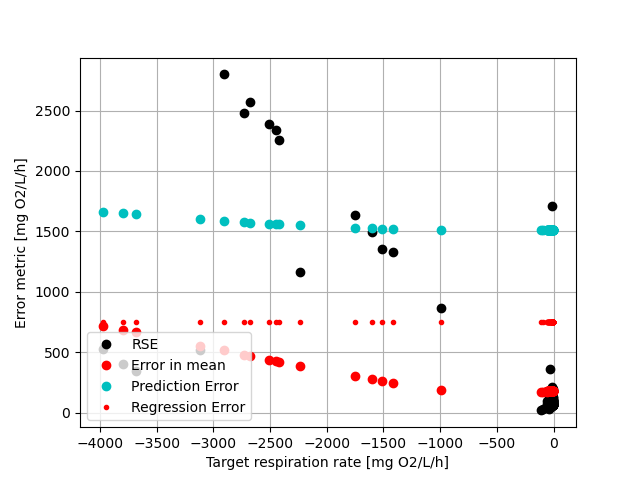 Error metric [mg O2/L/h]
2500
2000
1500
1000
500
0
RSE
Error in mean
Prediction Error
Regression Error
−4000 −3500 −3000 −2500 −2000 −1500 −1000 −500 0
Target respiration rate [mg O2/L/h]